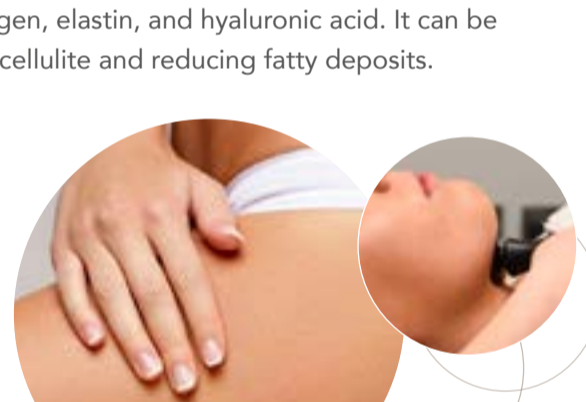 gen, elastin, and hyaluronic acid. It can be
cellulite and reducing fatty deposits.